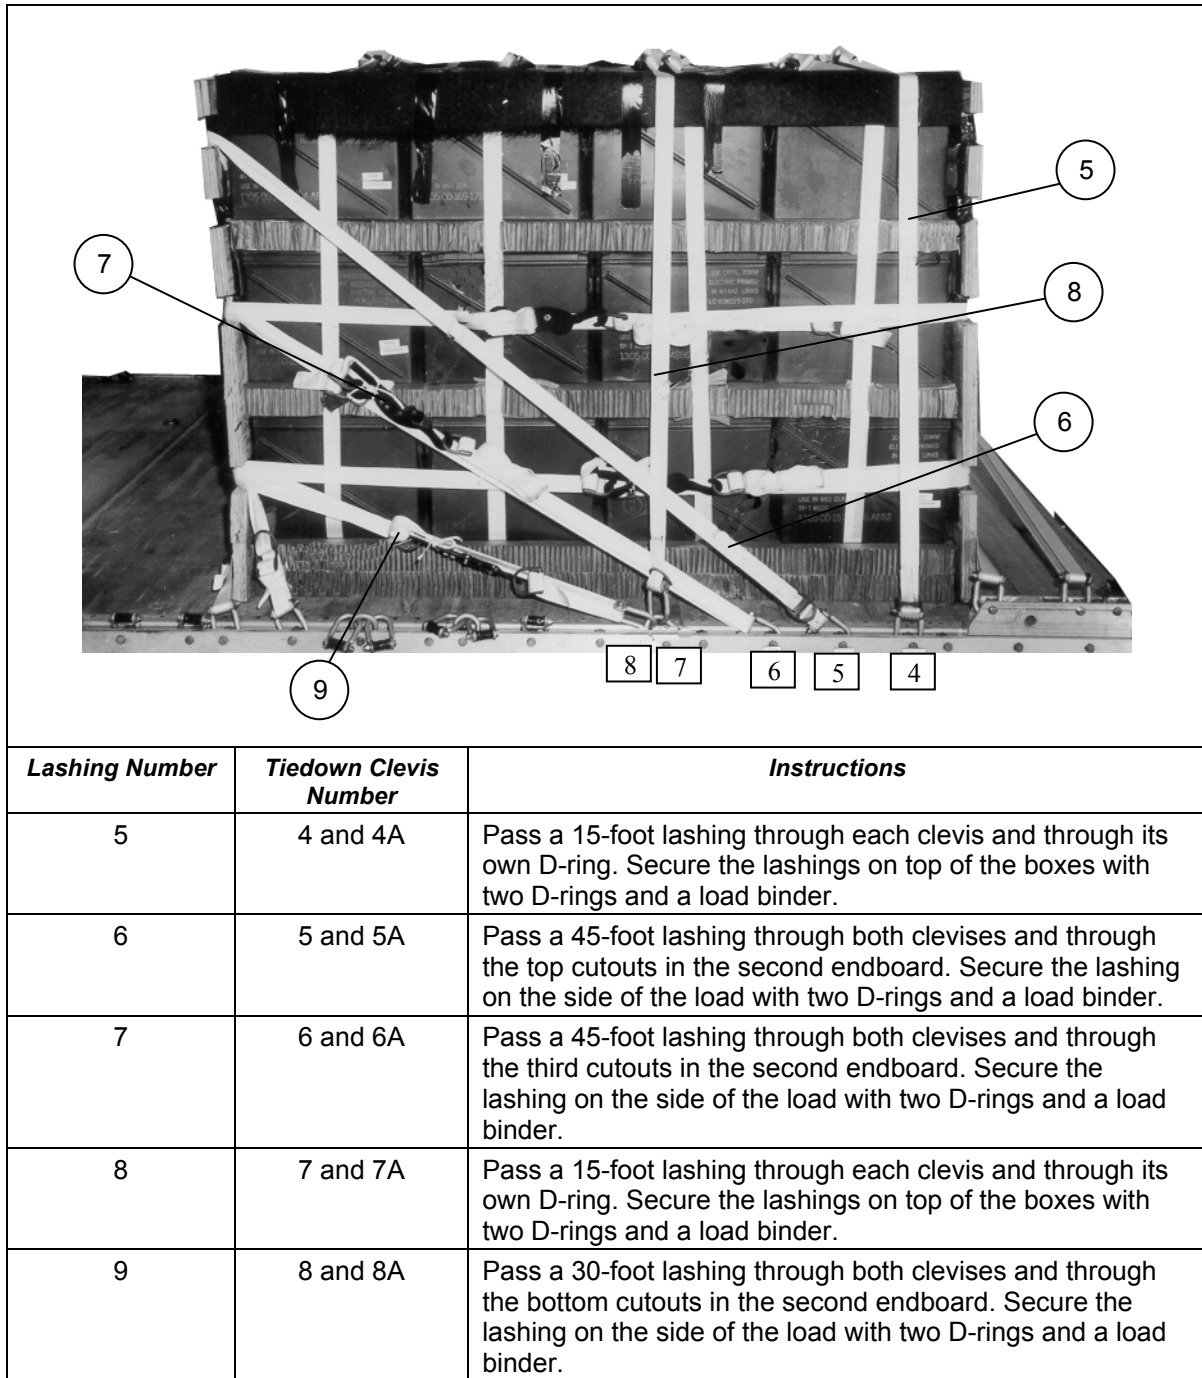 5
7
8
6
9
8 7 6 5 4
Lashing Number Tiedown Clevis Number Instructions
5 4 and 4A Pass a 15-foot lashing through each clevis and through its
own D-ring. Secure the lashings on top of the boxes with
two D-rings and a load binder.
6 5 and 5A Pass a 45-foot lashing through both clevises and through
the top cutouts in the second endboard. Secure the lashing
on the side of the load with two D-rings and a load binder.
7 6 and 6A Pass a 45-foot lashing through both clevises and through
the third cutouts in the second endboard. Secure the
lashing on the side of the load with two D-rings and a load
binder.
8 7 and 7A Pass a 15-foot lashing through each clevis and through its
own D-ring. Secure the lashings on top of the boxes with
two D-rings and a load binder.
9 8 and 8A Pass a 30-foot lashing through both clevises and through
the bottom cutouts in the second endboard. Secure the
lashing on the side of the load with two D-rings and a load
binder.